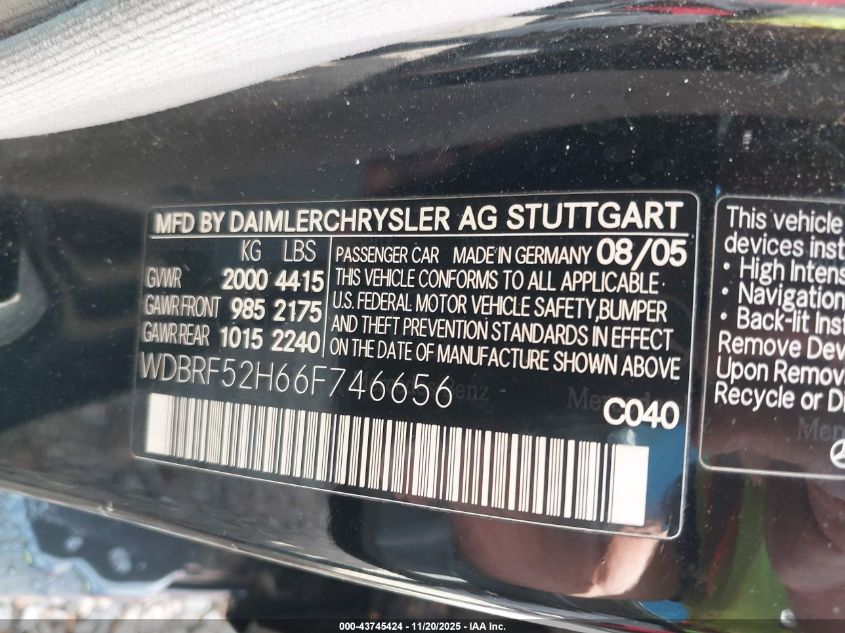 MFD BY DAIMLERCHRYSLER AG STUTTGART
KG LBS
GVWR 2000 4415
GAWR FRONT 985 2175
GAWR REAR 1015 2240
PASSENGER CAR MADE IN GERMANY 08/05
THIS VEHICLE CONFORMS TO ALL APPLICABLE
U.S. FEDERAL MOTOR VEHICLE SAFETY, BUMPER
AND THEFT PREVENTION STANDARDS IN EFFECT
ON THE DATE OF MANUFACTURE SHOWN ABOVE
WDBRF52H66F746656
C040
This vehicle
devices inst
• High Intens
• Navigation
• Back-lit Inst
Remove Dev
Upon Remov
Recycle or Di
000-43745424 - 11/20/2025 - IAA Inc.